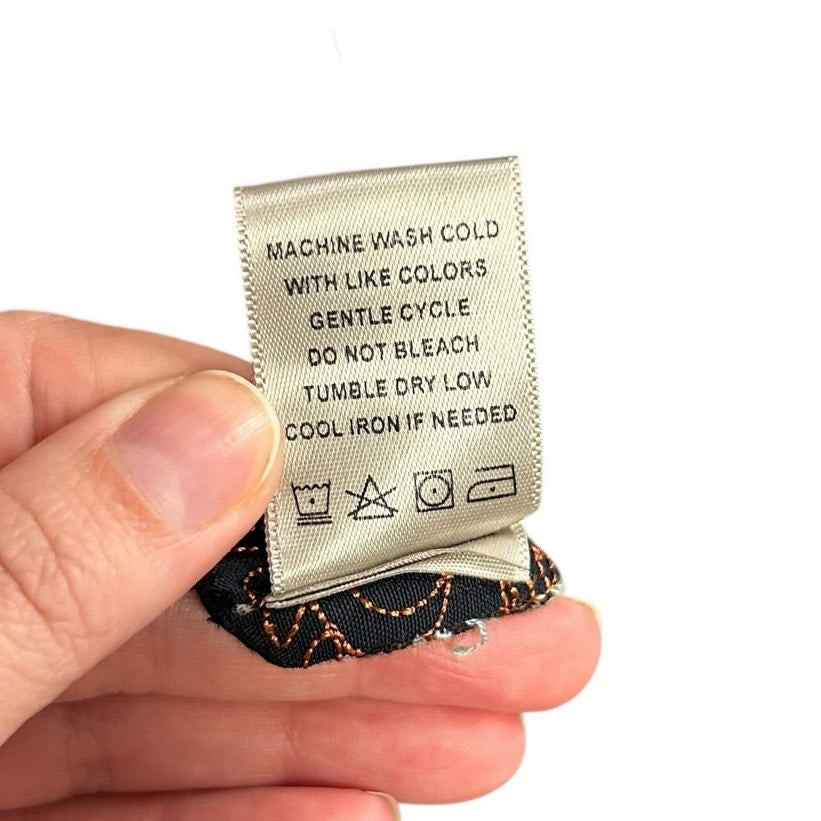 MACHINE WASH COLD
WITH LIKE COLORS
GENTLE CYCLE
DO NOT BLEACH
TUMBLE DRY LOW
COOL IRON IF NEEDED